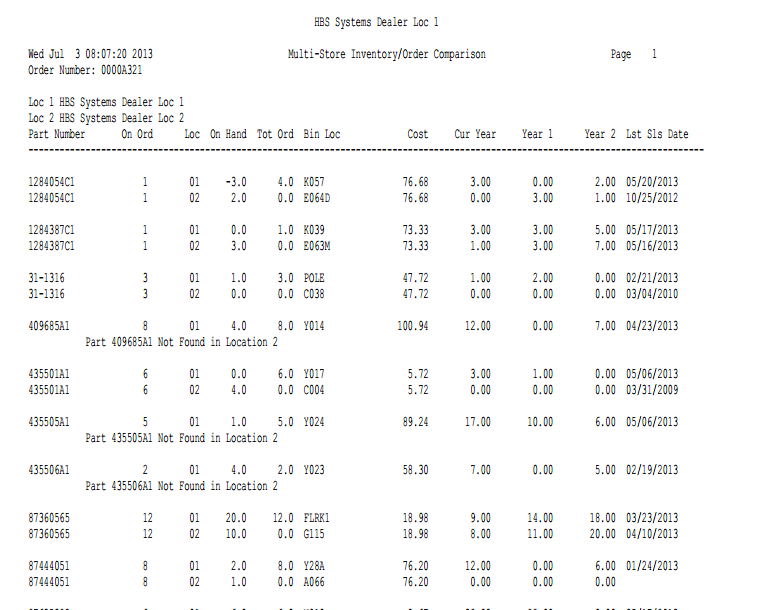 HBS Systems Dealer Loc 1
Wed Jul 3 08:07:20 2013 Multi-Store Inventory/Order Comparison Page 1
Order Number: 0000A321
Loc 1 HBS Systems Dealer Loc 1
Loc 2 HBS Systems Dealer Loc 2
Part Number On Ord Loc On Hand Tot Ord Bin Loc Cost Cur Year Year 1 Year 2 Lst Sls Date
1284054C1 1 01 -3.0 4.0 K057 76.68 3.00 0.00 2.00 05/20/2013
1284054C1 1 02 2.0 0.0 E064D 76.68 0.00 3.00 1.00 10/25/2012
1284387C1 1 01 0.0 1.0 K039 73.33 3.00 3.00 5.00 05/17/2013
1284387C1 1 02 3.0 0.0 E063M 73.33 1.00 3.00 7.00 05/16/2013
31-1316 3 01 1.0 3.0 POLE 47.72 1.00 2.00 0.00 02/21/2013
31-1316 3 02 0.0 0.0 C038 47.72 0.00 0.00 0.00 03/04/2010
409685A1 8 01 4.0 8.0 Y014 100.94 12.00 0.00 7.00 04/23/2013
Part 409685A1 Not Found in Location 2
435501A1 6 01 0.0 6.0 Y017 5.72 3.00 1.00 0.00 05/06/2013
435501A1 6 02 4.0 0.0 C004 5.72 0.00 0.00 0.00 03/31/2009
435505A1 5 01 1.0 5.0 Y024 89.24 17.00 10.00 6.00 05/06/2013
Part 435505A1 Not Found in Location 2
435506A1 2 01 4.0 2.0 Y023 58.30 7.00 0.00 5.00 02/19/2013
Part 435506A1 Not Found in Location 2
87360565 12 01 20.0 12.0 FLRK1 18.98 9.00 14.00 18.00 03/23/2013
87360565 12 02 10.0 0.0 G115 18.98 8.00 11.00 20.00 04/10/2013
87444051 8 01 2.0 8.0 Y28A 76.20 12.00 0.00 6.00 01/24/2013
87444051 8 02 1.0 0.0 A066 76.20 0.00 0.00 0.00